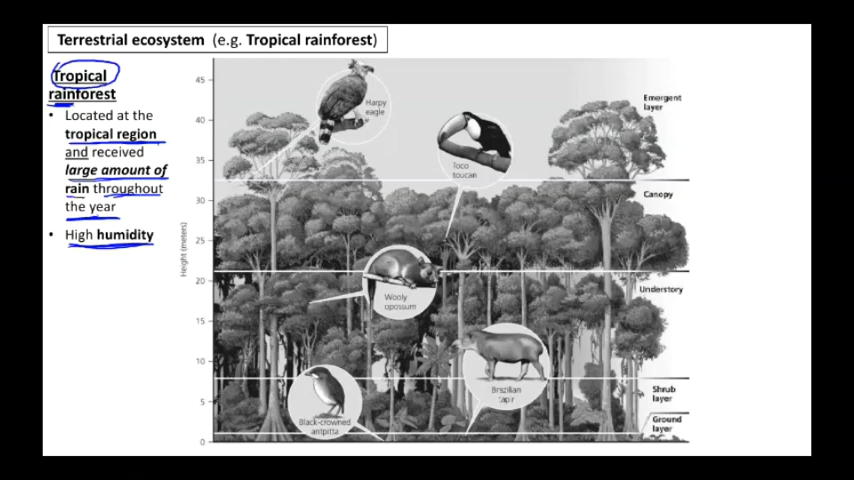 Terrestrial ecosystem (e.g. Tropical rainforest)
Tropical
rainforest
• Located at the
tropical region
and received
large amount of
rain throughout
the year
• High humidity
Height (meters)
45
40
35
30
25
20
15
10
5
0
Harpy
eagle
Toco
toucan
Wooly
opossum
Brazilian
tapir
Black-crowned
antpitta
Emergent
layer
Canopy
Understory
Shrub
layer
Ground
layer